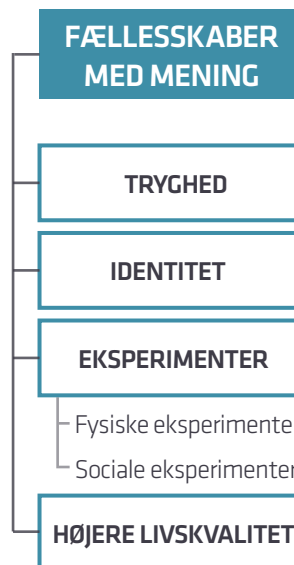 FÆLLESSKABER
MED MENING
TRYGHED
IDENTITET
EKSPERIMENTER
Fysiske eksperimente
Sociale eksperimenter
HØJERE LIVSKVALITET